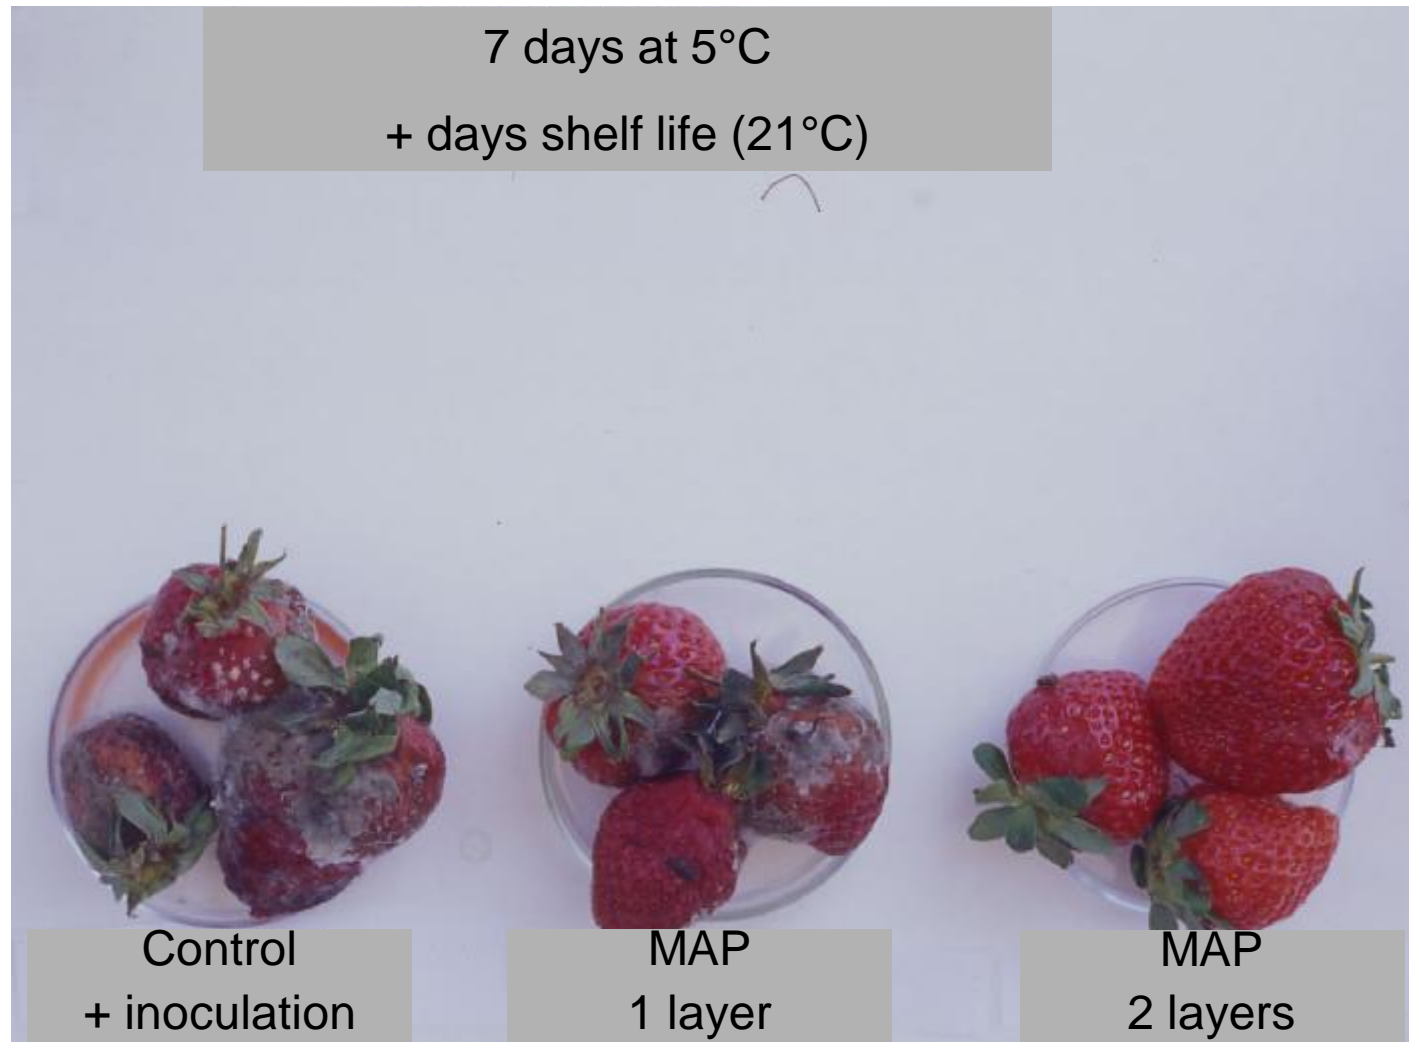 7 days at 5°C
+ days shelf life (21°C)
Control
+ inoculation
MAP
1 layer
MAP
2 layers